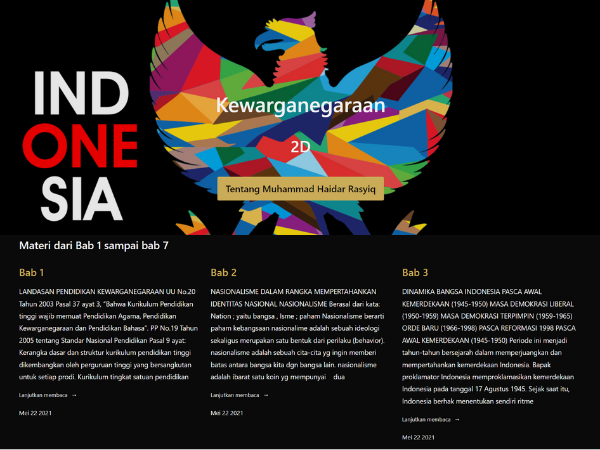 IND
ONE
SIA
Kewarganegaraan
2D
Tentang Muhammad Haidar Rasyiq
Materi dari Bab 1 sampai bab 7
Bab 1
LANDASAN PENDIDIKAN KEWARGANEGARAAN UU No.20
Tahun 2003 Pasal 37 ayat 3, "Bahwa Kurikulum Pendidikan
tinggi wajib memuat Pendidikan Agama, Pendidikan
Kewarganegaraan dan Pendidikan Bahasa". PP No.19 Tahun
2005 tentang Standar Nasional Pendidikan Pasal 9 ayat:
Kerangka dasar dan struktur kurikulum pendidikan tinggi
dikembangkan oleh perguruan tinggi yang bersangkutan
untuk setiap prodi. Kurikulum tingkat satuan pendidikan
Lanjutkan membaca →
Mei 22 2021
Bab 2
NASIONALISME DALAM RANGKA MEMPERTAHANKAN
IDENTITAS NASIONAL NASIONALISME Berasal dari kata:
Nation ; yaitu bangsa , Isme ; paham Nasionalisme berarti
paham kebangsaan nasionalime adalah sebuah ideologi
sekaligus merupakan satu bentuk dari perilaku (behavior).
nasionalisme adalah sebuah cita-cita yg ingin memberi
batas antara bangsa kita dgn bangsa lain. nasionalisme
adalah ibarat satu koin yg mempunyai dua
Lanjutkan membaca →
Mei 22 2021
Bab 3
DINAMIKA BANGSA INDONESIA PASCA AWAL
KEMERDEKAAN (1945-1950) MASA DEMOKRASI LIBERAL
(1950-1959) MASA DEMOKRASI TERPIMPIN (1959-1965)
ORDE BARU (1966-1998) PASCA REFORMASI 1998 PASCA
AWAL KEMERDEKAAN (1945-1950) Periode ini menjadi
tahun-tahun bersejarah dalam memperjuangkan dan
mempertahankan kemerdekaan Indonesia. Bapak
proklamator Indonesia memproklamasikan kemerdekaan
Indonesia pada tanggal 17 Agustus 1945. Sejak saat itu,
Indonesia berhak menentukan sendiri ritme
Lanjutkan membaca →
Mei 22 2021